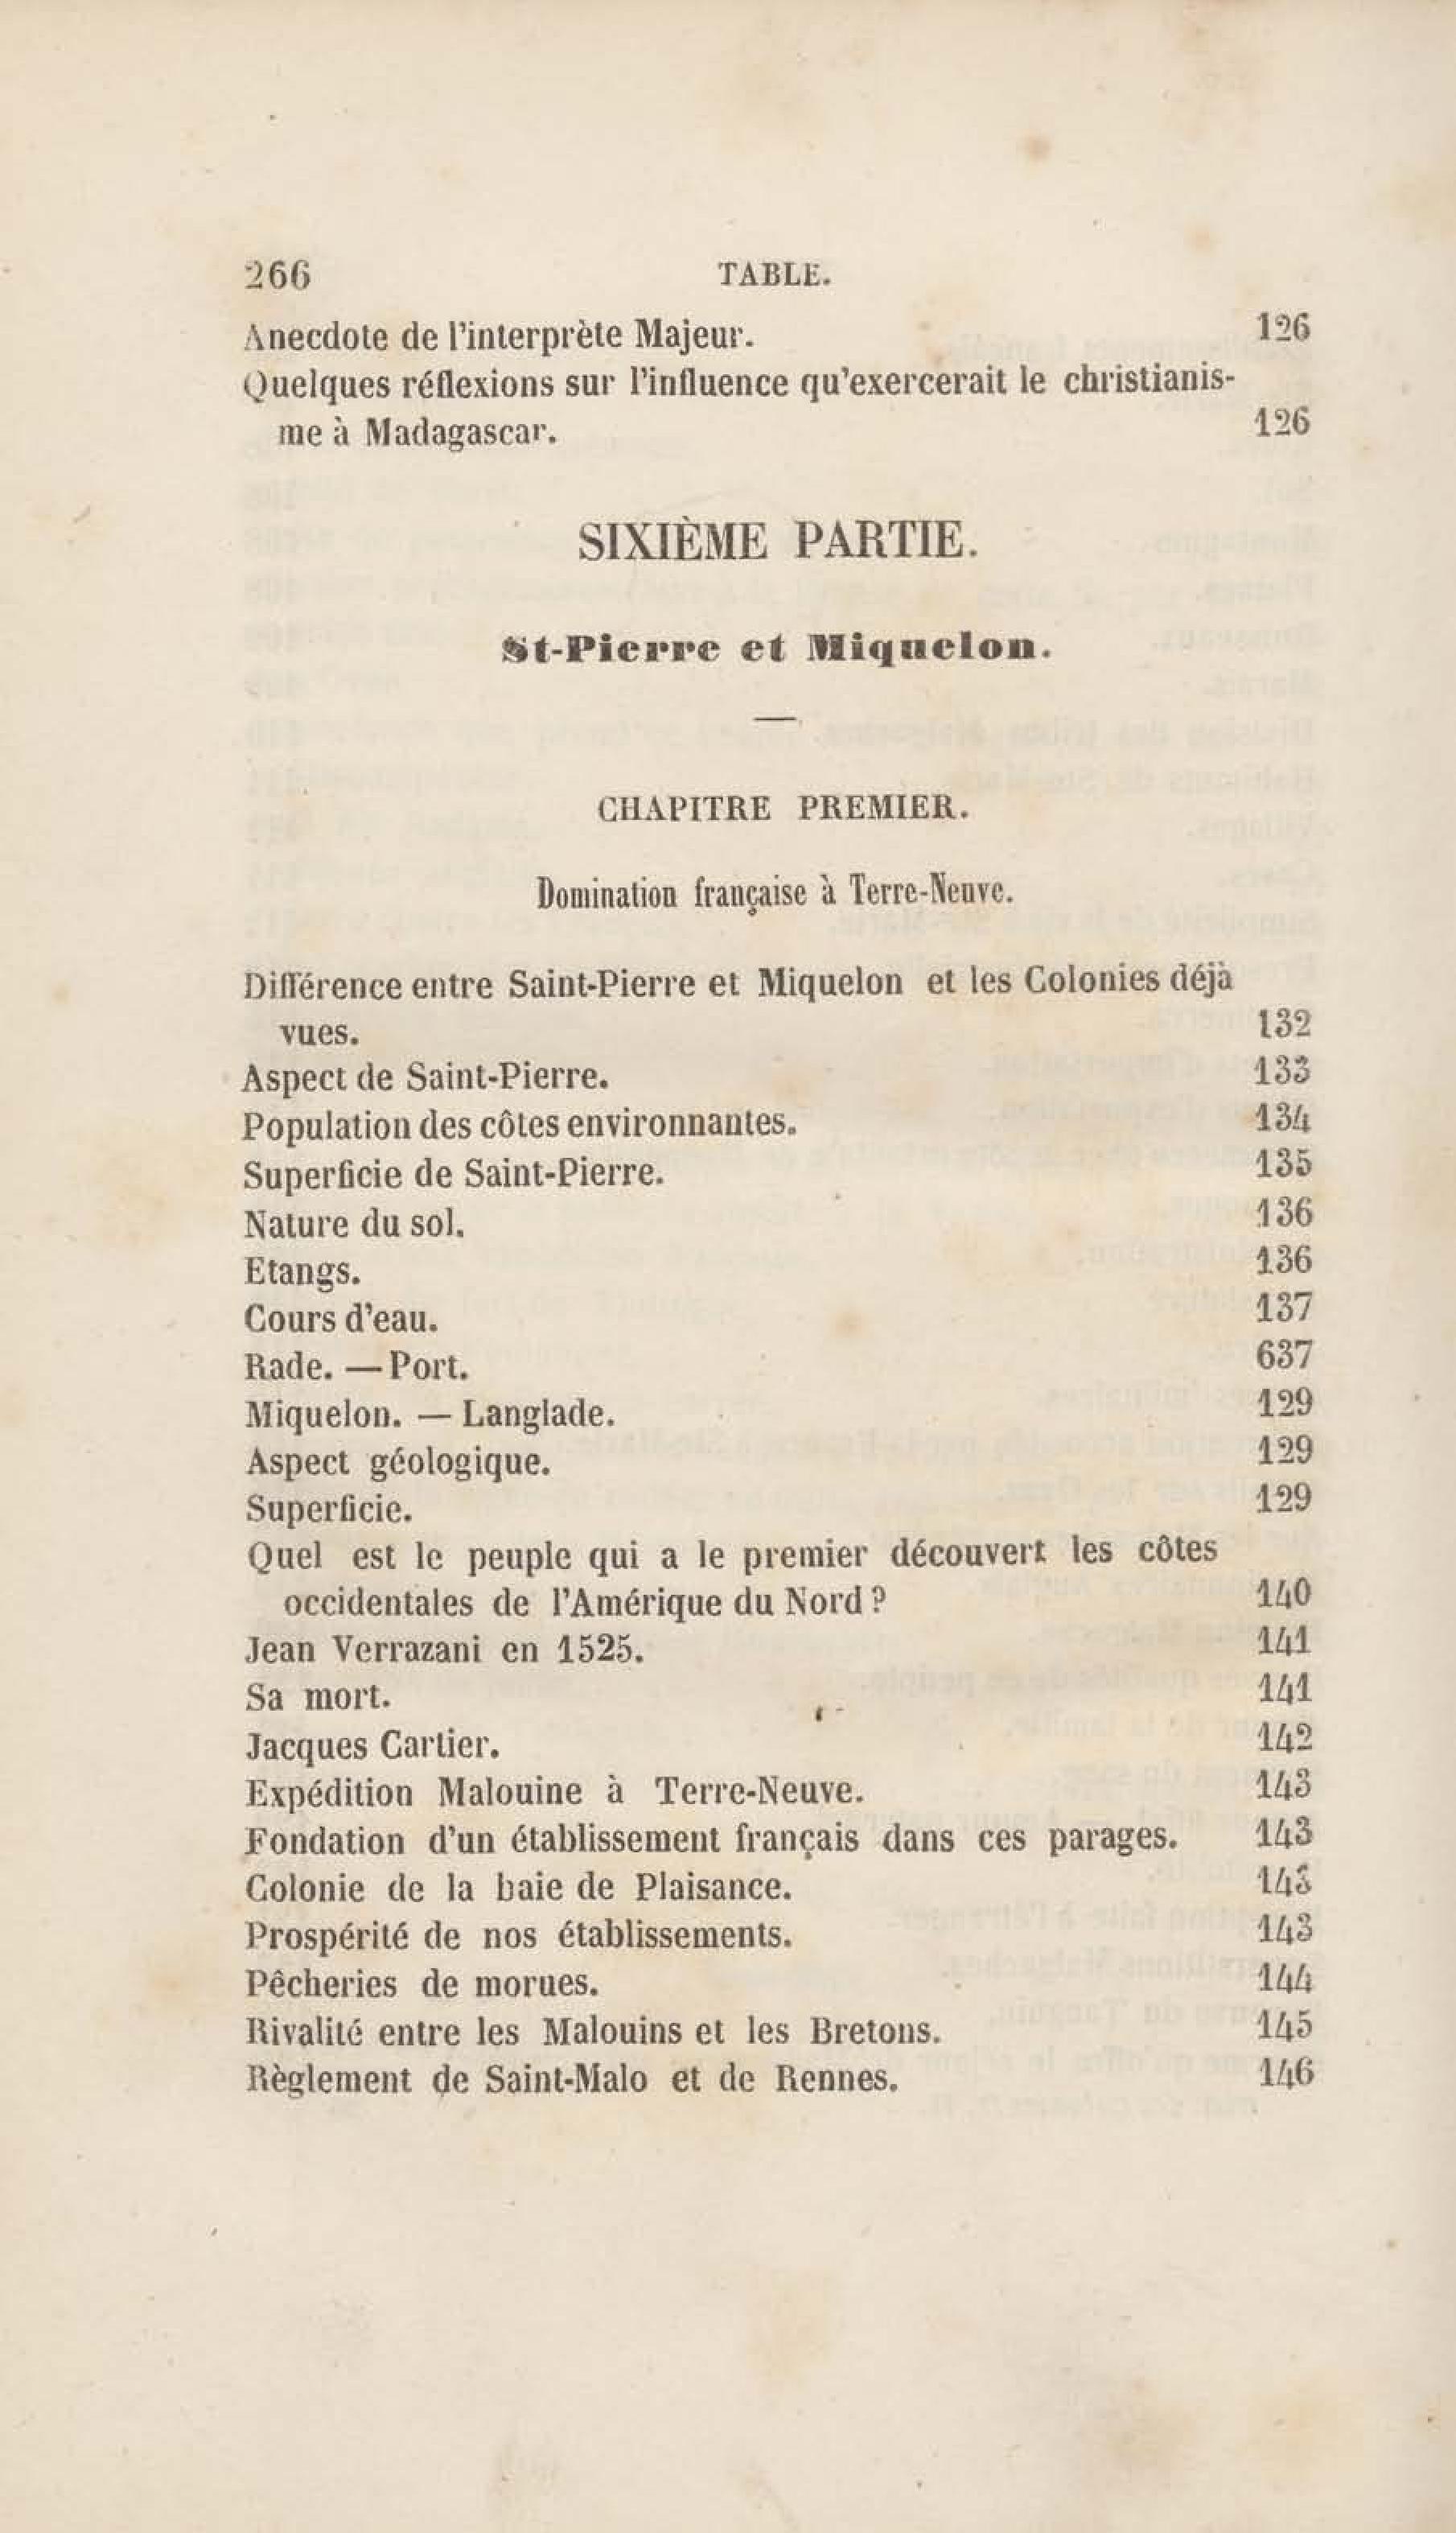 266 TABLE.
Anecdote de l'interprète Majeur. 126
Quelques réflexions sur l'influence qu'exercerait le christianis-
me à Madagascar. 126
SIXIÈME PARTIE.
St-Pierre et Miquelon.
—
CHAPITRE PREMIER.
Domination française à Terre-Neuve.
Différence entre Saint-Pierre et Miquelon et les Colonies déjà
vues. 132
Aspect de Saint-Pierre. 133
Population des côtes environnantes. 134
Superficie de Saint-Pierre. 135
Nature du sol. 136
Etangs. 136
Cours d'eau. 137
Rade. — Port. 637
Miquelon. — Langlade. 129
Aspect géologique. 129
Superficie. 129
Quel est le peuple qui a le premier découvert les côtes
occidentales de l'Amérique du Nord ? 140
Jean Verrazani en 1525. 141
Sa mort. 141
Jacques Cartier. 142
Expédition Malouine à Terre-Neuve. 143
Fondation d'un établissement français dans ces parages. 143
Colonie de la baie de Plaisance. 143
Prospérité de nos établissements. 143
Pêcheries de morues. 144
Rivalité entre les Malouins et les Bretons. 145
Règlement de Saint-Malo et de Rennes. 146